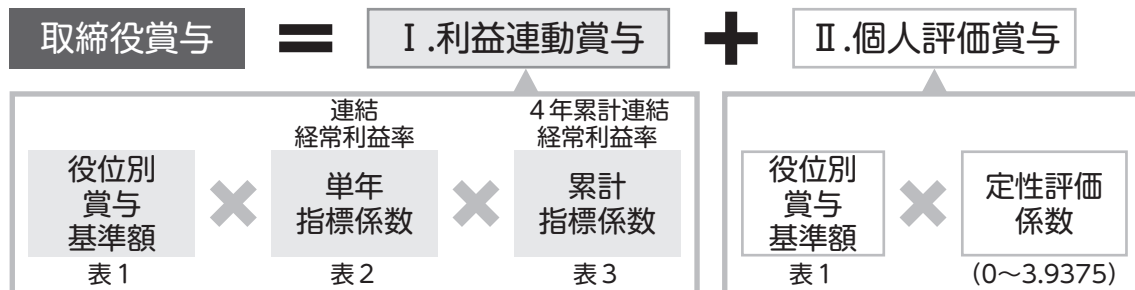 取締役賞与 = Ⅰ.利益連動賞与 + Ⅱ.個人評価賞与
連結
経常利益率
4年累計連結
経常利益率
役位別
賞与
基準額
×
単年
指標係数
×
累計
指標係数
表1
表2
表3
役位別
賞与
基準額
×
定性評価
係数
表1
(0〜3.9375)